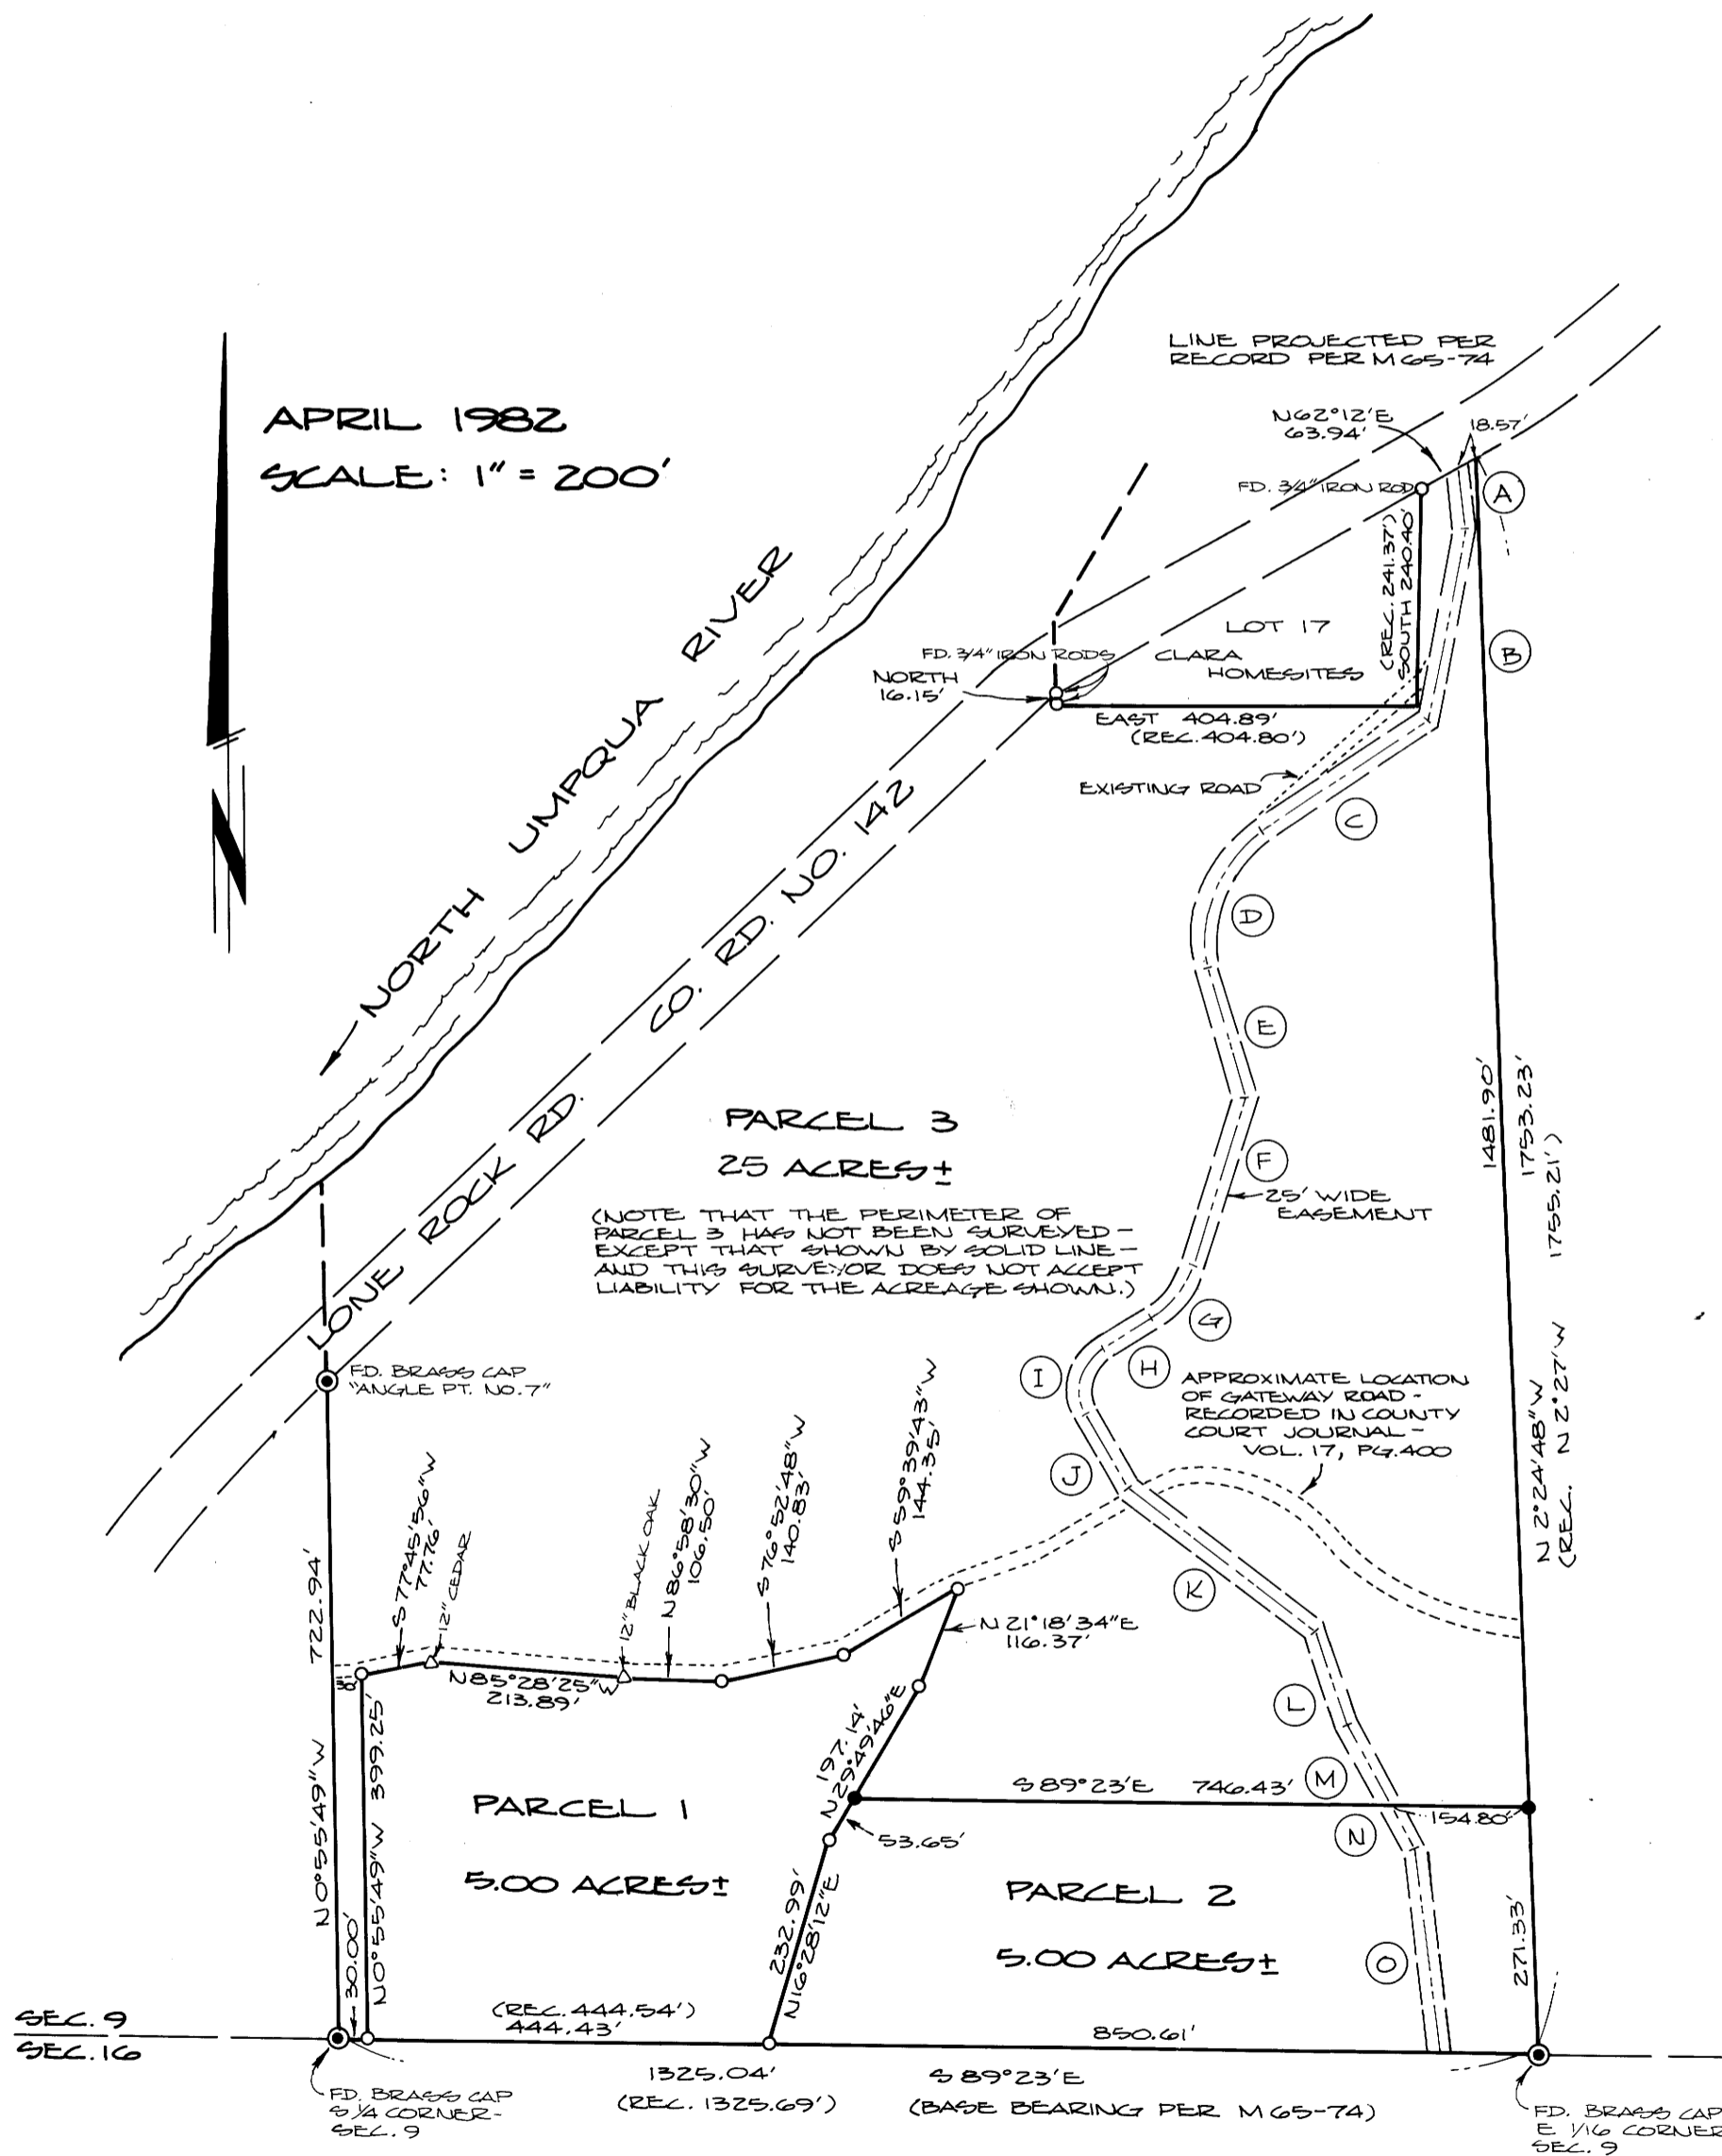 LINE PROJECTED PER
RECORD PER M 65-74
APRIL 1982
SCALE: 1" = 200'
N62°12'E
63.94'
18.57'
FD. 3/4" IRON ROD
A
(REC. 241.37')
SOUTH 240.40'
LOT 17
CLARA
HOMESITES
B
FD. 3/4" IRON RODS
NORTH
16.15'
EAST 404.89'
(REC. 404.80')
EXISTING ROAD
C
NORTH UMPQUA RIVER
N
D
E
LONE ROCK RD. CO. RD. NO. 142
1481.90'
1753.23'
1755.21')
PARCEL 3
25 ACRES±
F
25' WIDE
EASEMENT
(NOTE THAT THE PERIMETER OF
PARCEL 3 HAS NOT BEEN SURVEYED -
EXCEPT THAT SHOWN BY SOLID LINE -
AND THIS SURVEYOR DOES NOT ACCEPT
LIABILITY FOR THE ACREAGE SHOWN.)
G
H
I
FD. BRASS CAP
"ANGLE PT. NO. 7"
APPROXIMATE LOCATION
OF GATEWAY ROAD -
RECORDED IN COUNTY
COURT JOURNAL -
VOL. 17, PG. 400
N 2°24'48" W
(REC. N 2°27' W
J
K
722.94'
S 77°45'56" W
77.76'
12" CEDAR
12" BLACK OAK
N 86°58'30" W
106.50'
S 76°52'48" W
140.83'
S 59°39'43" W
144.35'
N 21°18'34" E
116.37'
30'
N85°28'25"W
213.89'
L
197.14'
N29°49'46"E
S 89°23'E 746.43'
M
154.80'
N
53.65'
N0°55'49"W
N0°55'49"W 399.25'
30.00'
PARCEL 1
5.00 ACRES±
232.99'
N16°28'12"E
PARCEL 2
5.00 ACRES±
O
271.33'
SEC. 9
SEC. 16
(REC. 444.54')
444.43'
850.61'
1325.04'
(REC. 1325.69')
S 89°23'E
(BASE BEARING PER M 65-74)
FD. BRASS CAP
S 1/4 CORNER-
SEC. 9
FD. BRASS CAP
E 1/16 CORNER
SEC. 9